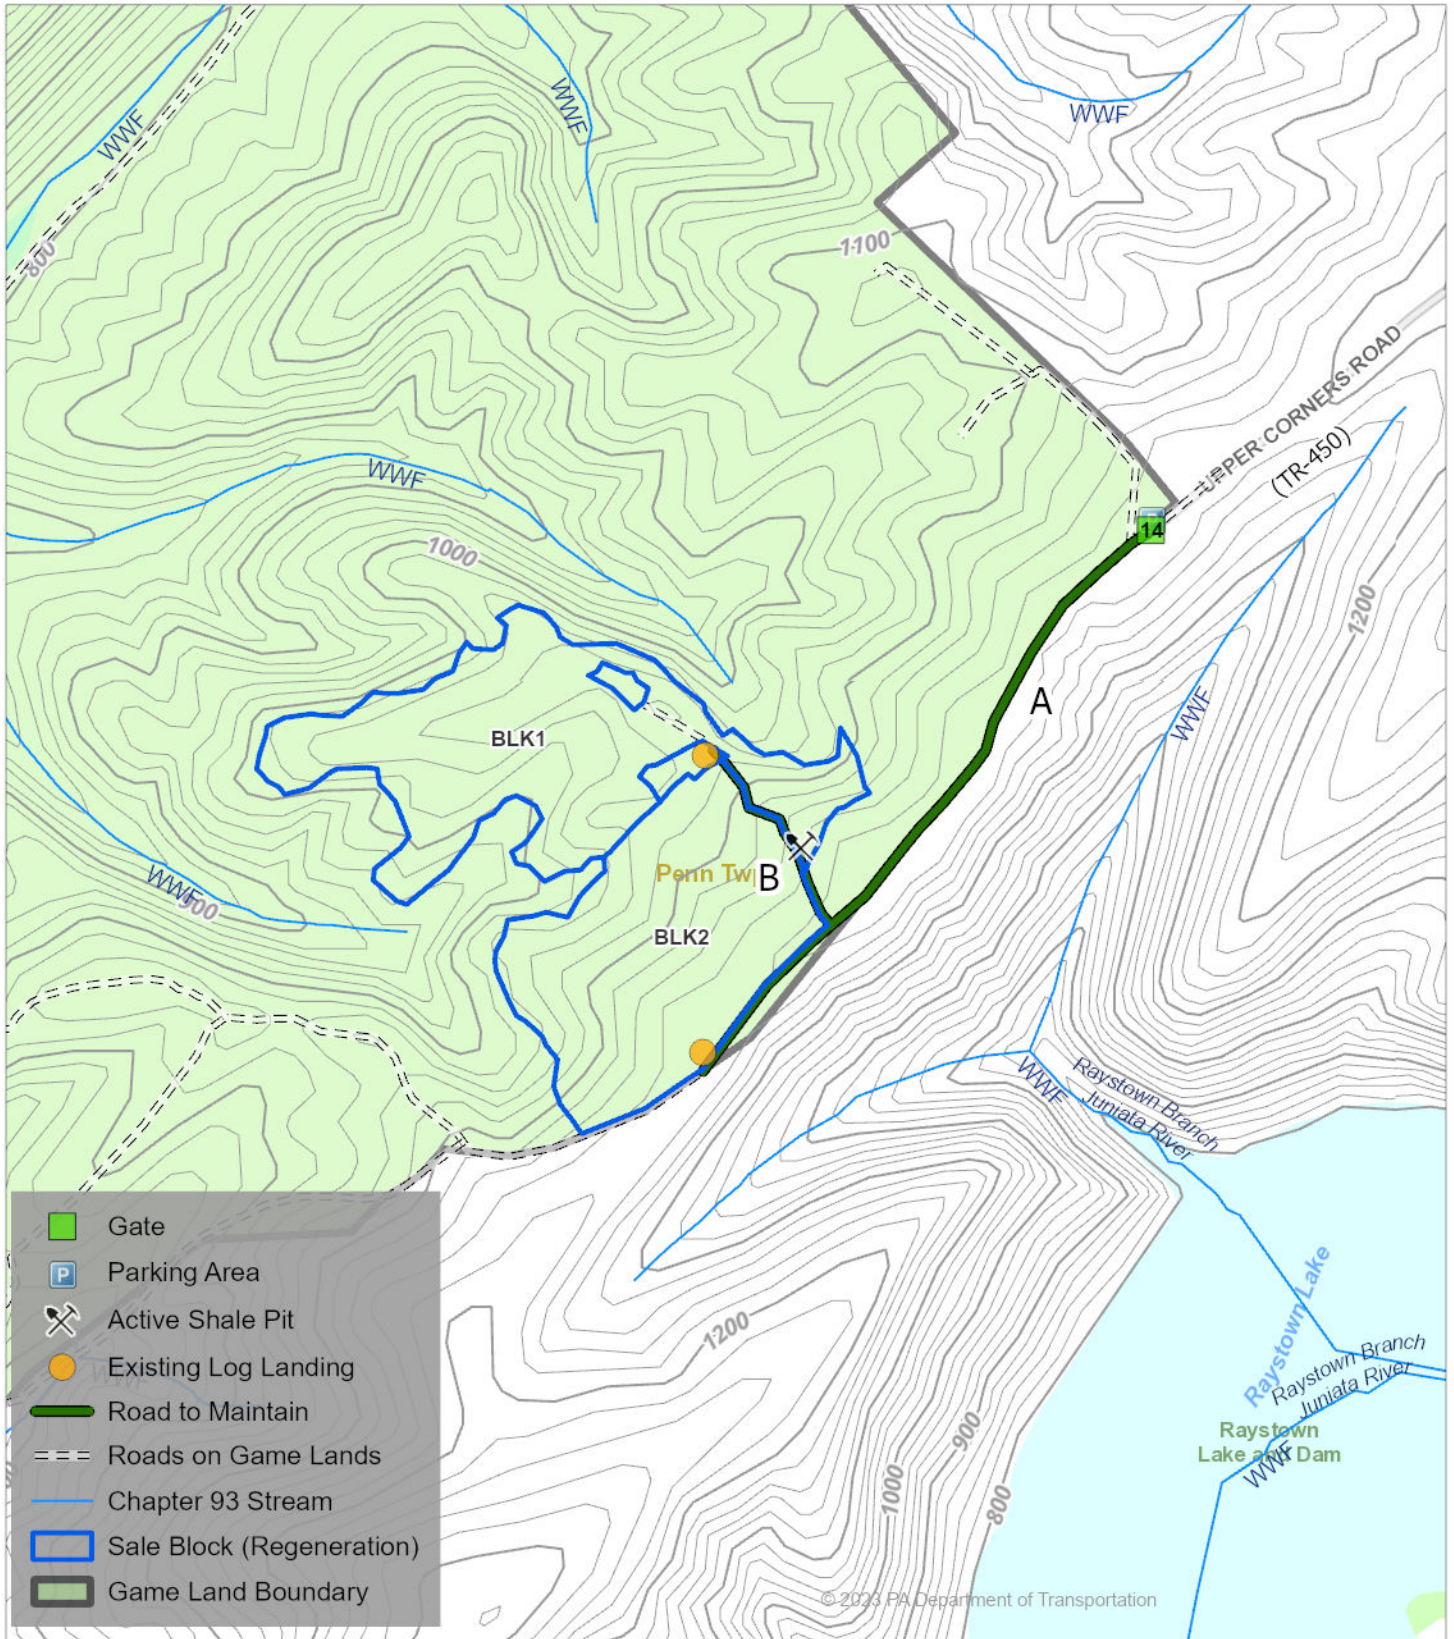 WWF
WWF
WWF
800
1100
UPPER CORNERS ROAD
(TR-450)
WWF
14
1000
1200
A
WWF
BLK1
Penn Twp
B
WWF
900
BLK2
WWF
Raystown Branch
Juniata River
Gate
P
Parking Area
Active Shale Pit
Existing Log Landing
Road to Maintain
Roads on Game Lands
WWF
Chapter 93 Stream
Sale Block (Regeneration)
Game Land Boundary
1200
Raystown Lake
Raystown Branch
Juniata River
Raystown
Lake and Dam
WWF
900
1000
800
© 2023 PA Department of Transportation